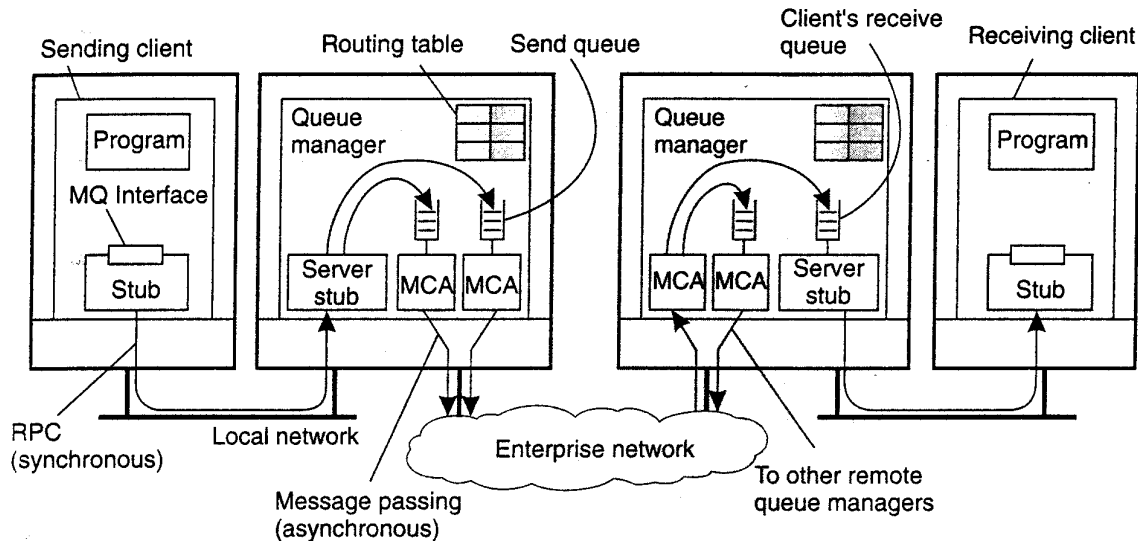 Sending client
Routing table
Send queue
Client's receive
queue
Receiving client
Program
MQ Interface
Stub
Queue
manager
Server
stub
MCA
MCA
Queue
manager
MCA
MCA
Server
stub
Program
Stub
RPC
(synchronous)
Local network
Message passing
(asynchronous)
Enterprise network
To other remote
queue managers